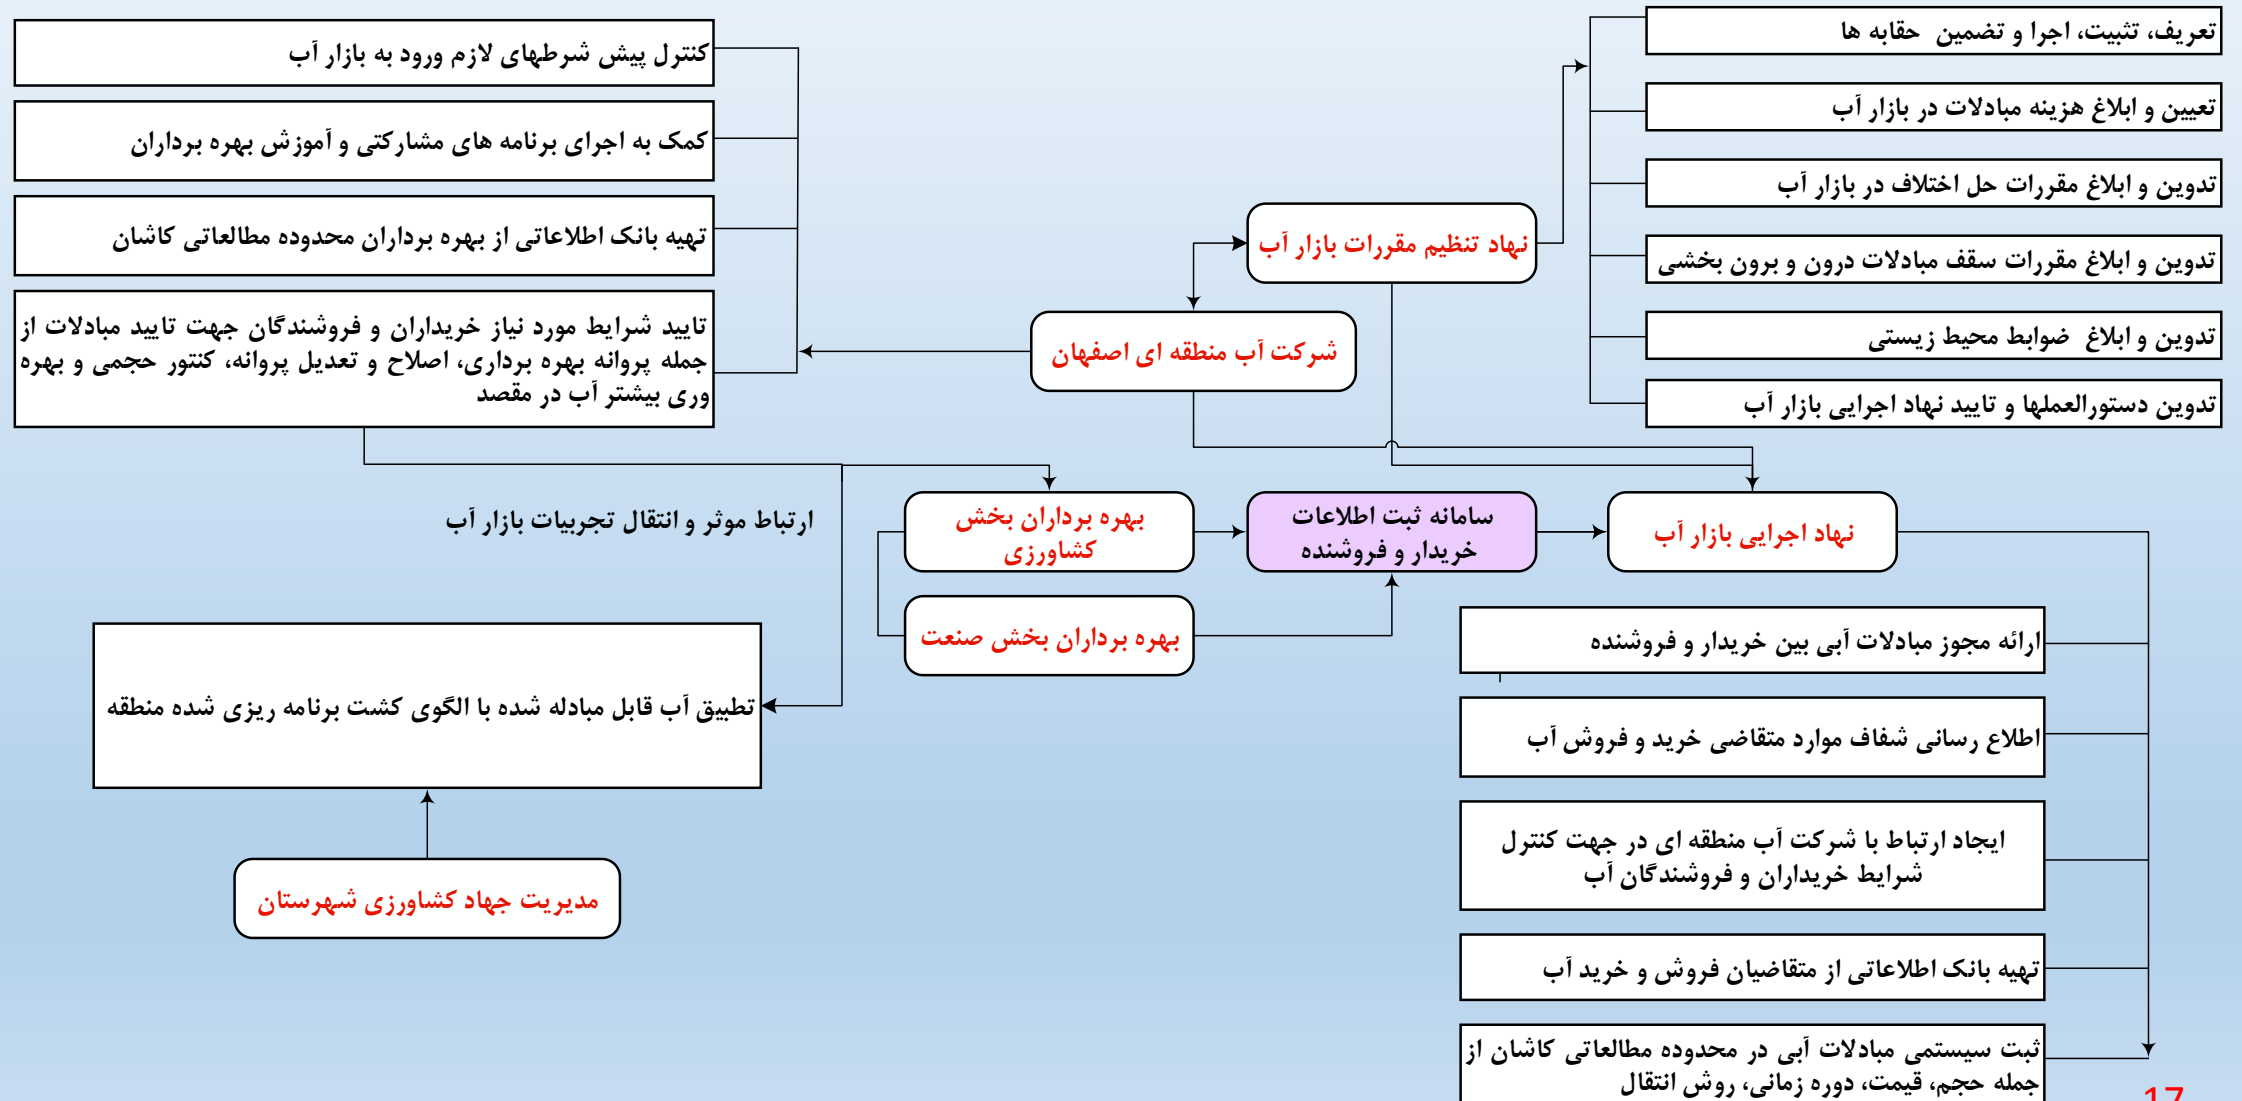 تعریف، تثبیت، اجرا و تضمین حقابه ها
تعیین و ابلاغ هزینه مبادلات در بازار آب
تدوین و ابلاغ مقررات حل اختلاف در بازار آب
تدوین و ابلاغ مقررات سقف مبادلات درون و برون بخشی
تدوین و ابلاغ ضوابط محیط زیستی
تدوین دستورالعملها و تایید نهاد اجرایی بازار آب
نهاد تنظیم مقررات بازار آب
شرکت آب منطقه ای اصفهان
کنترل پیش شرطهای لازم ورود به بازار آب
کمک به اجرای برنامه های مشارکتی و آموزش بهره برداران
تهیه بانک اطلاعاتی از بهره برداران محدوده مطالعاتی کاشان
تایید شرایط مورد نیاز خریداران و فروشندگان جهت تایید مبادلات از
جمله پروانه بهره برداری، اصلاح و تعدیل پروانه، کنتور حجمی و بهره
وری بیشتر آب در مقصد
نهاد اجرایی بازار آب
سامانه ثبت اطلاعات
خریدار و فروشنده
بهره برداران بخش
کشاورزی
بهره برداران بخش صنعت
ارتباط موثر و انتقال تجربیات بازار آب
تطبیق آب قابل مبادله شده با الگوی کشت برنامه ریزی شده منطقه
مدیریت جهاد کشاورزی شهرستان
ارائه مجوز مبادلات آبی بین خریدار و فروشنده
اطلاع رسانی شفاف موارد متقاضی خرید و فروش آب
ایجاد ارتباط با شرکت آب منطقه ای در جهت کنترل
شرایط خریداران و فروشندگان آب
تهیه بانک اطلاعاتی از متقاضیان فروش و خرید آب
ثبت سیستمی مبادلات آبی در محدوده مطالعاتی کاشان از
جمله حجم، قیمت، دوره زمانی، روش انتقال
17